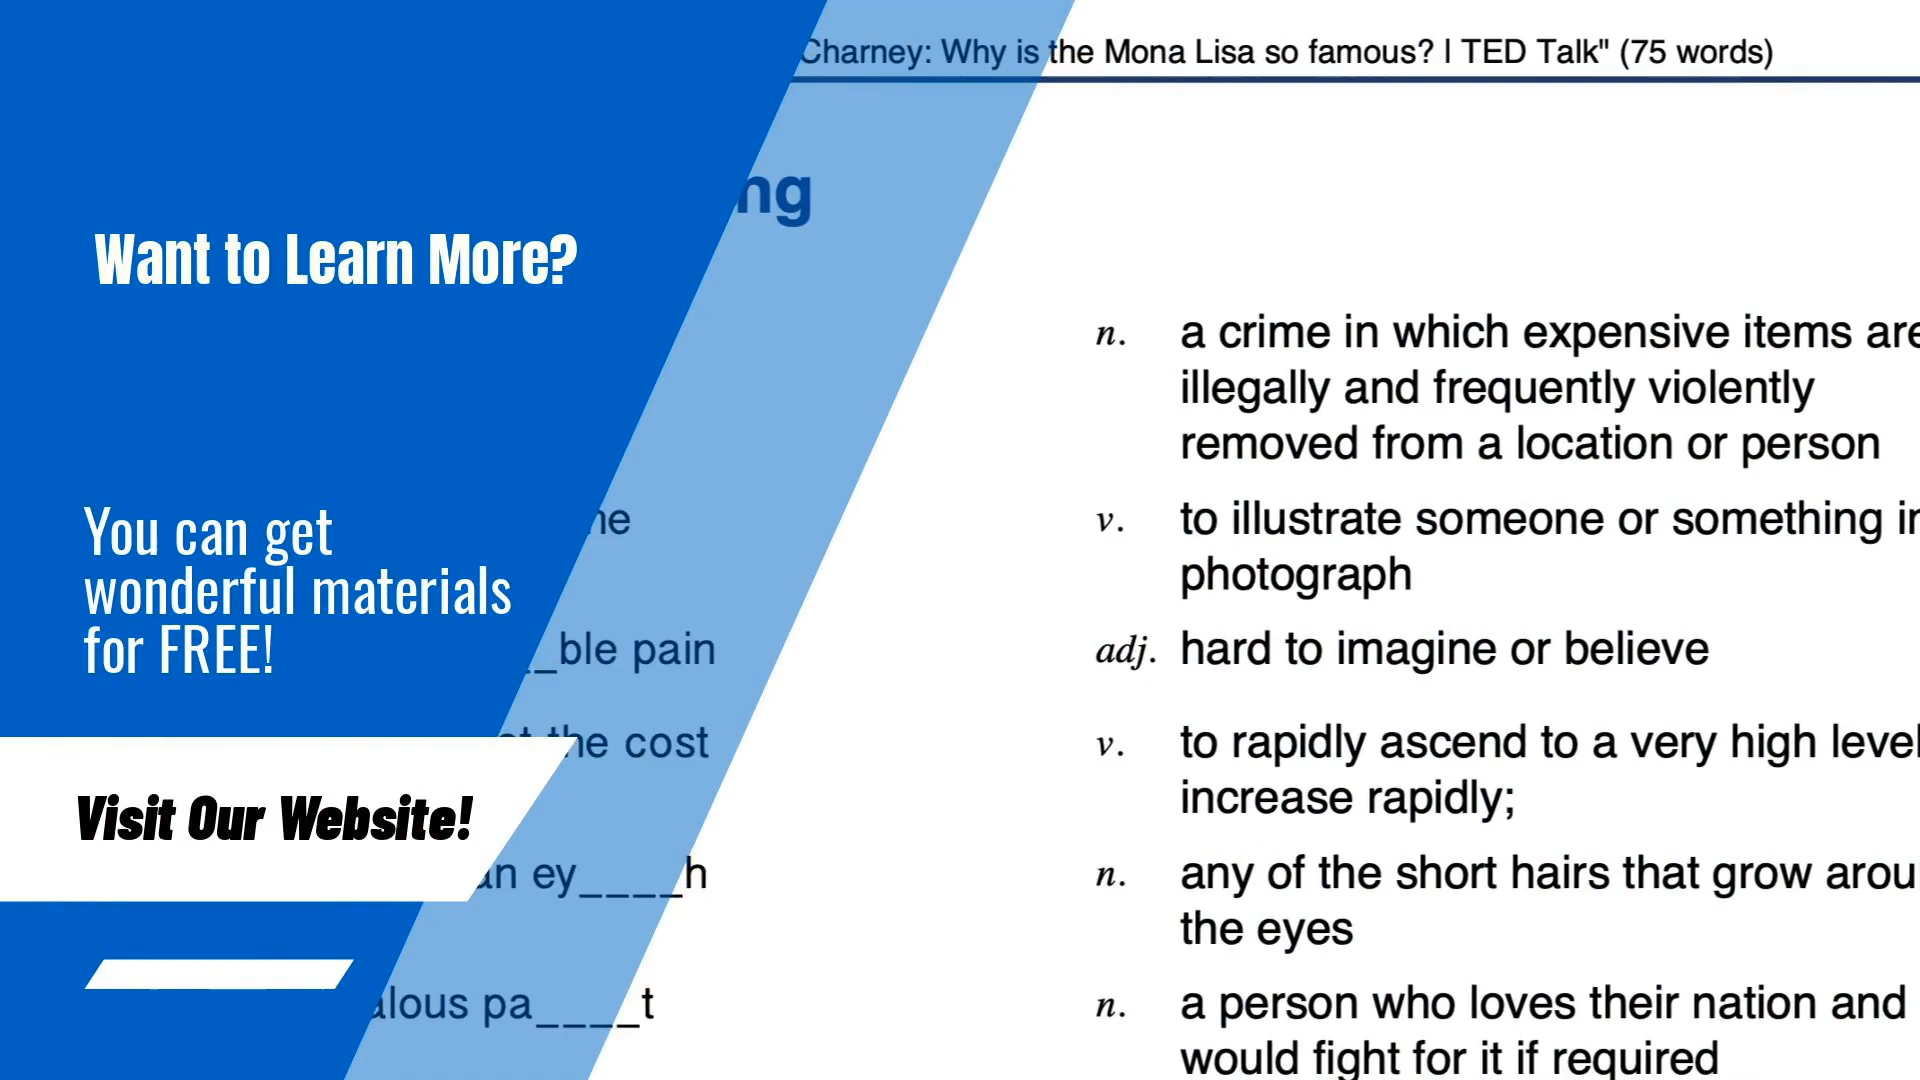 Charney: Why is the Mona Lisa so famous? | TED Talk" (75 words)
Want to Learn More?
You can get
wonderful materials
for FREE!
Visit Our Website!
_ble pain
the cost
ey____h
pa____t
n. a crime in which expensive items are
illegally and frequently violently
removed from a location or person
v. to illustrate someone or something in
photograph
adj. hard to imagine or believe
v. to rapidly ascend to a very high level
increase rapidly;
n. any of the short hairs that grow
the eyes
n. a person who loves their nation and
would fight for it if required